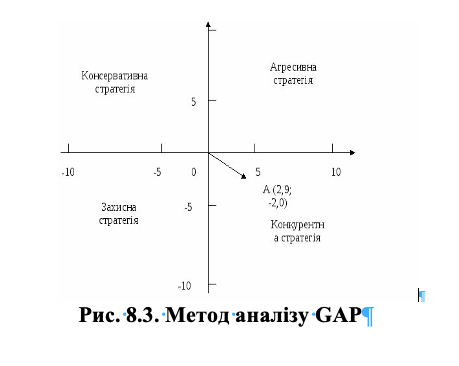 Консервативна
стратегія
Агресивна
стратегія
5
-10
-5
0
5
10
А (2,9;
-2,0)
Захисна
стратегія
-5
Конкурентн
а стратегія
-10
Рис. 8.3. Метод аналізу GAP¶